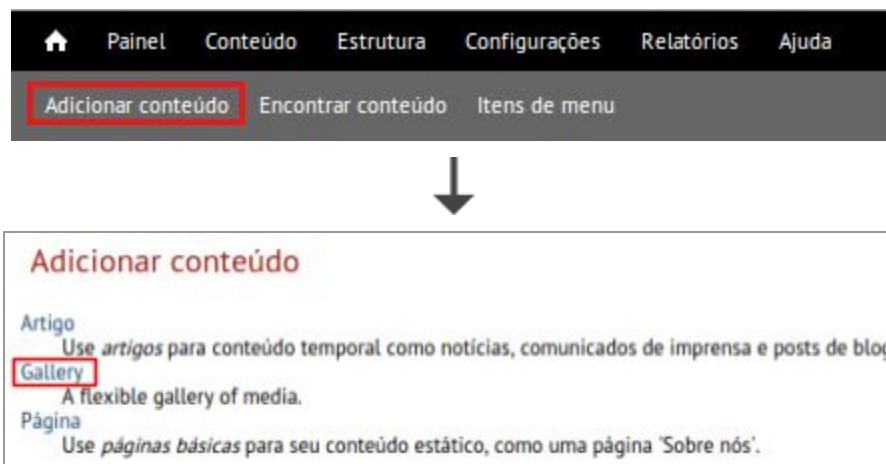 Painel Conteúdo Estrutura Configurações Relatórios Ajuda
Adicionar conteúdo Encontrar conteúdo Itens de menu
Adicionar conteúdo
Artigo
Use artigos para conteúdo temporal como notícias, comunicados de imprensa e posts de blog
Gallery
A flexible gallery of media.
Página
Use páginas básicas para seu conteúdo estático, como uma página 'Sobre nós'.